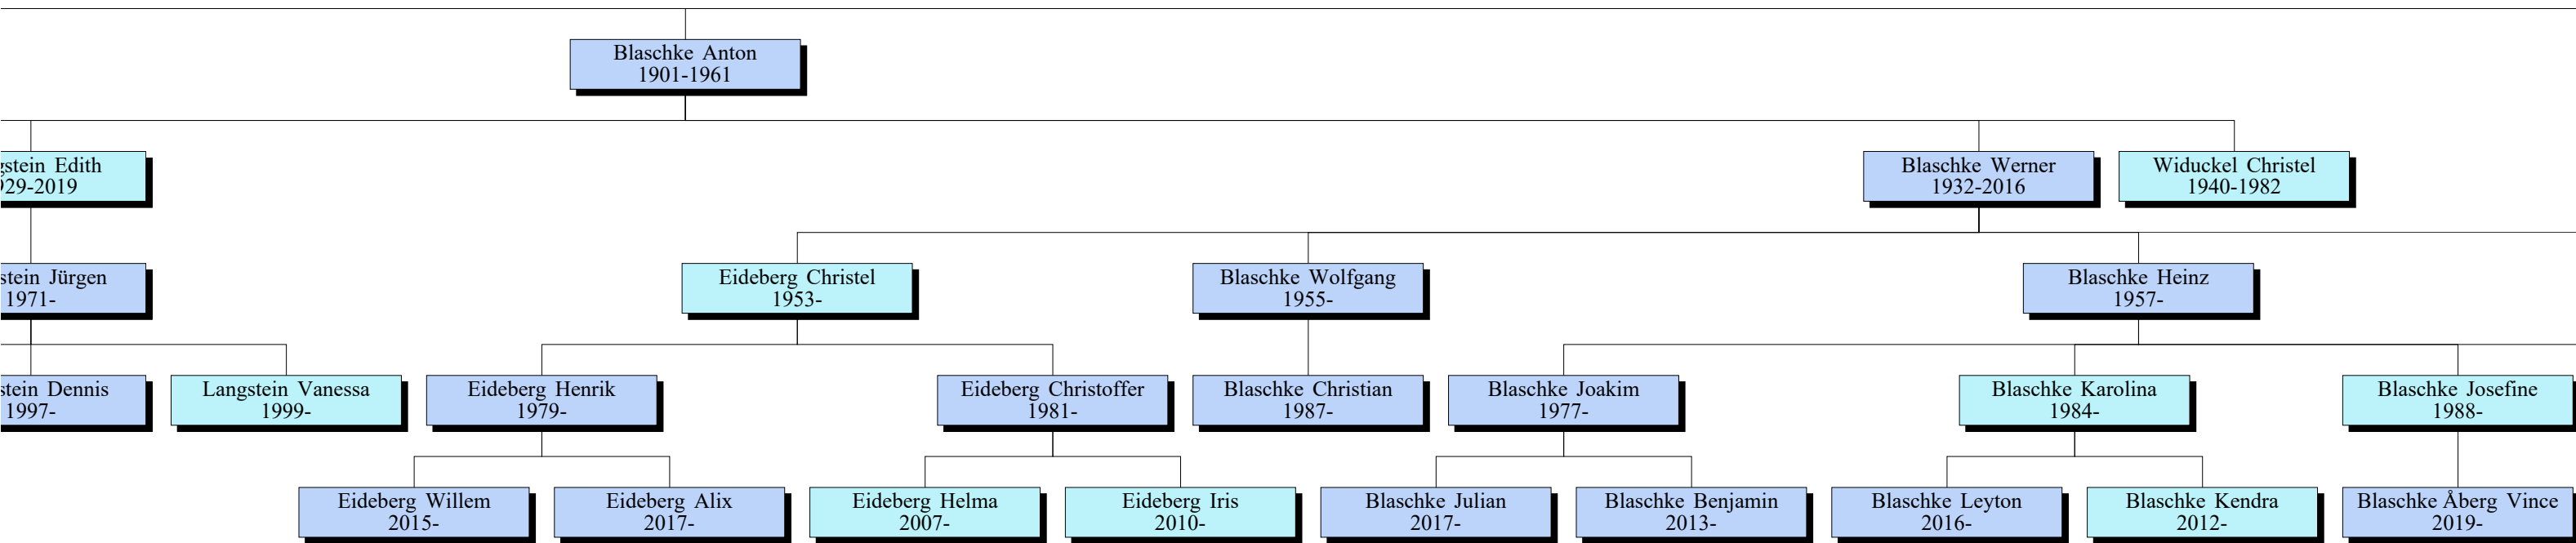 Blaschke Anton
1901-1961
Edith
-2019
Blaschke Werner
1932-2016
Widuckel Christel
1940-1982
Jürgen
1971-
Eideberg Christel
1953-
Blaschke Wolfgang
1955-
Blaschke Heinz
1957-
Dennis
1997-
Langstein Vanessa
1999-
Eideberg Henrik
1979-
Eideberg Christoffer
1981-
Blaschke Christian
1987-
Blaschke Joakim
1977-
Blaschke Karolina
1984-
Blaschke Josefine
1988-
Eideberg Willem
2015-
Eideberg Alix
2017-
Eideberg Helma
2007-
Eideberg Iris
2010-
Blaschke Julian
2017-
Blaschke Benjamin
2013-
Blaschke Leyton
2016-
Blaschke Kendra
2012-
Blaschke Åberg Vince
2019-